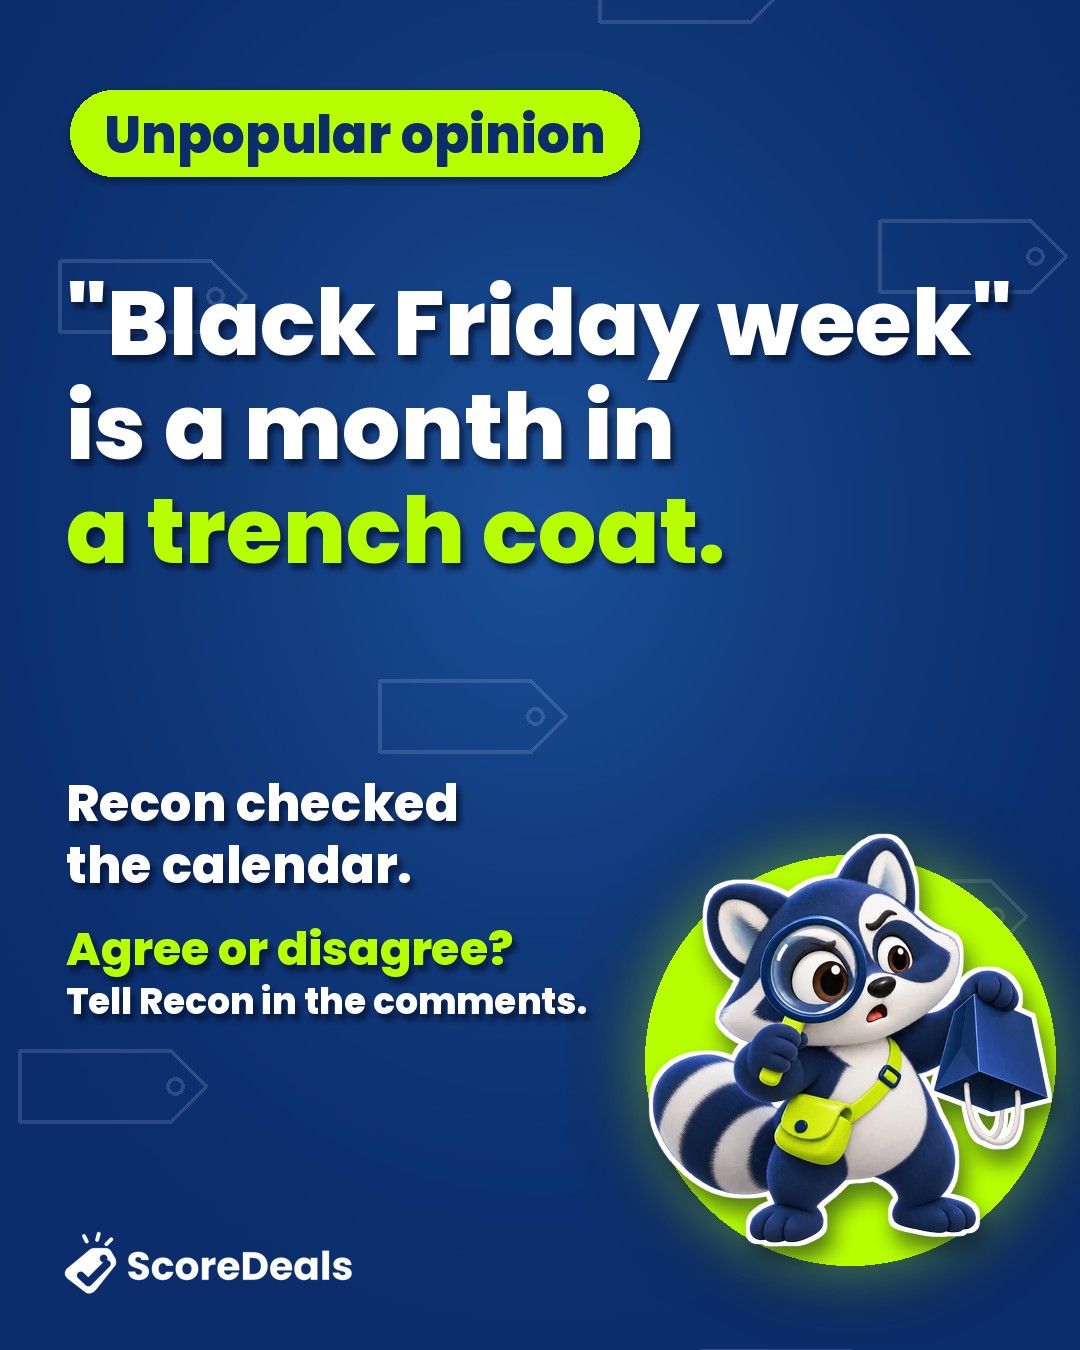 Unpopular opinion
"Black Friday week"
is a month in
a trench coat.
Recon checked
the calendar.
Agree or disagree?
Tell Recon in the comments.
ScoreDeals